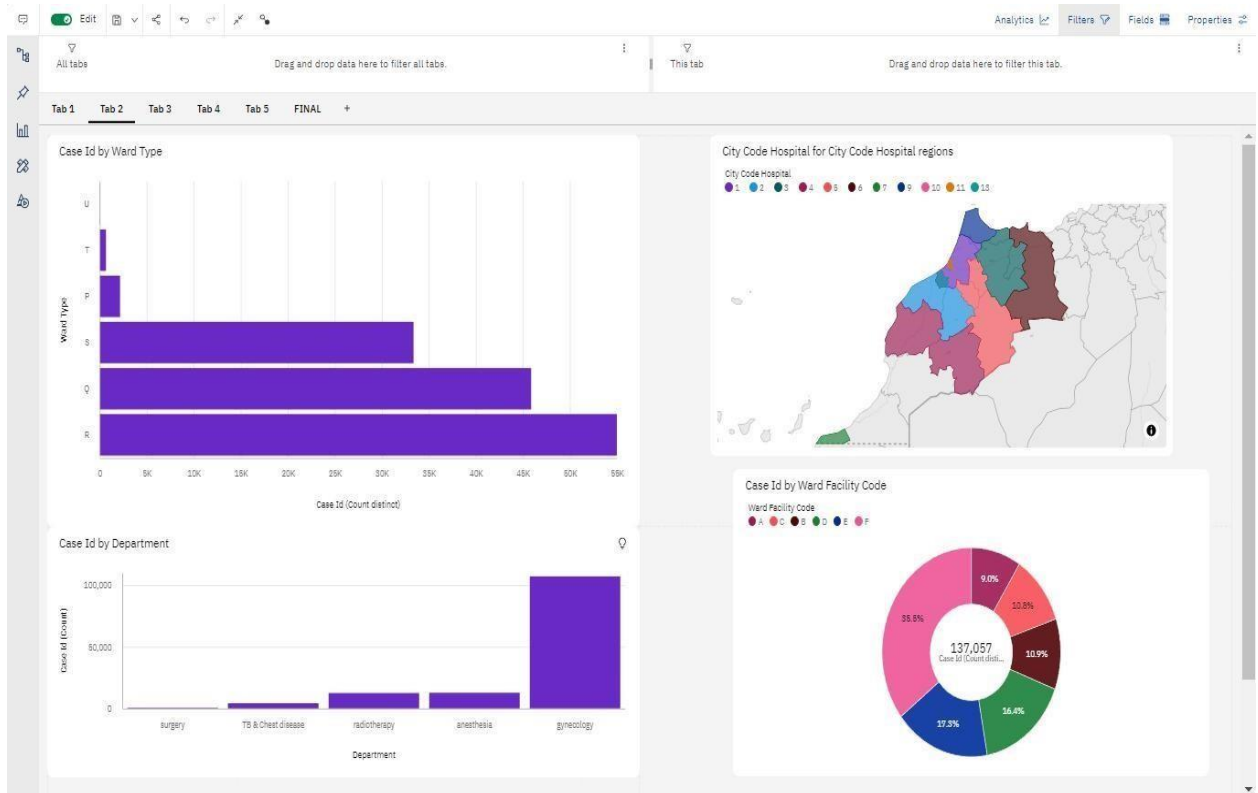 Edit
Analytics Filters Fields Properties
All tabs
Drag and drop data here to filter all tabs.
This tab
Drag and drop data here to filter this tab.
Tab 1 Tab 2 Tab 3 Tab 4 Tab 5 FINAL +
Case Id by Ward Type
Ward Type
U
T
P
S
Q
R
0 5K 10K 15K 20K 25K 30K 35K 40K 45K 50K 55K
Case Id (Count distinct)
City Code Hospital for City Code Hospital regions
City Code Hospital
1 2 3 4 5 6 7 9 10 11 13
Case Id by Department
Case Id (Count)
100,000
50,000
0
surgery TB & Chest disease radiotherapy anesthesia gynecology
Department
Case Id by Ward Facility Code
Ward Facility Code
A C B D E F
9.0%
10.8%
10.9%
16.4%
17.3%
35.5%
137,057
Case Id (Count disti...